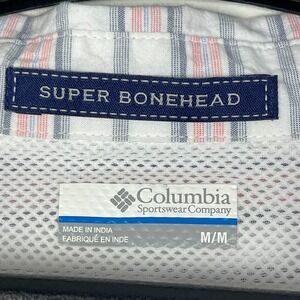 SUPER BONEHEAD
Columbia
Sportswear Company
MADE IN INDIA
FABRIQUÉ EN INDE
M/M